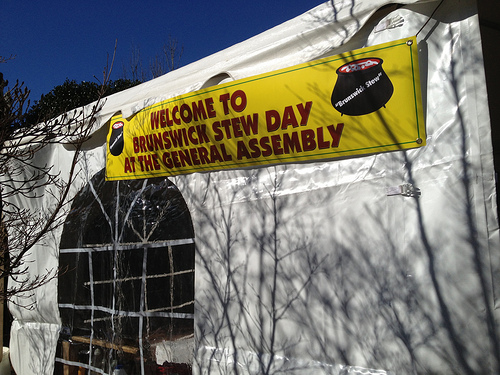 WELCOME TO
BRUNSWICK STEW DAY
AT THE GENERAL ASSEMBLY
"Brunswick Stew"